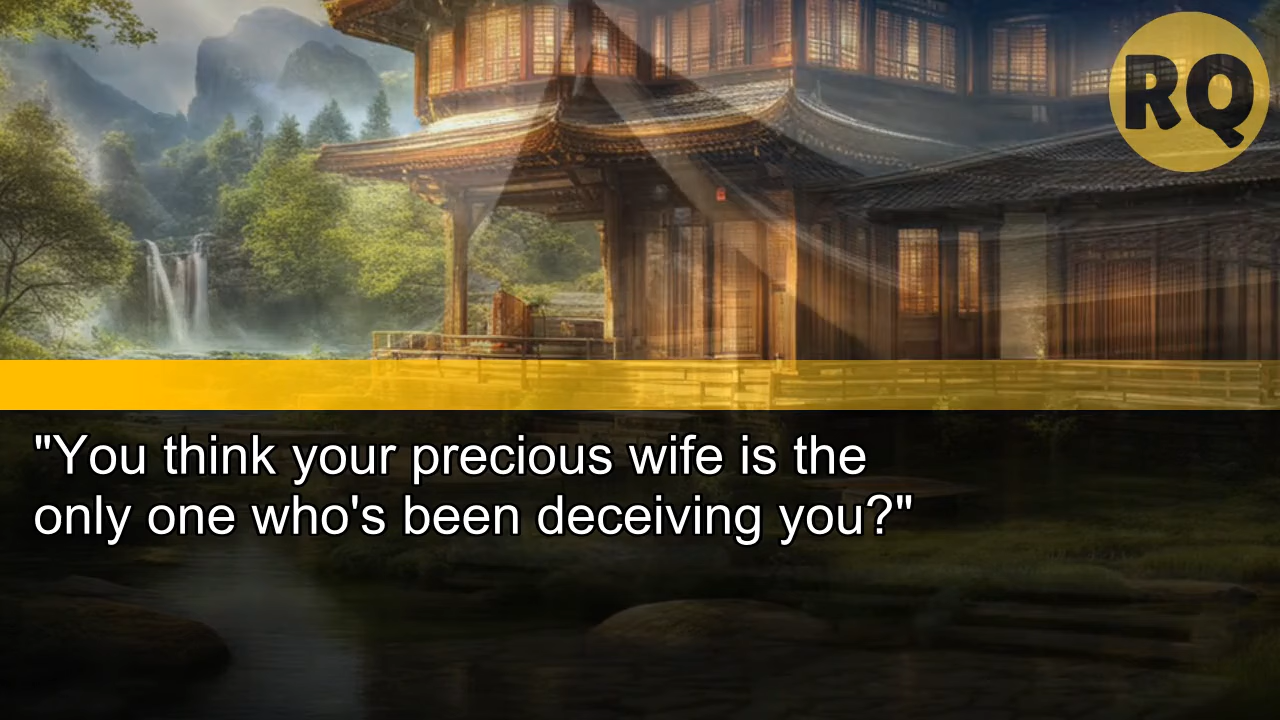 RQ
"You think your precious wife is the
only one who's been deceiving you?"